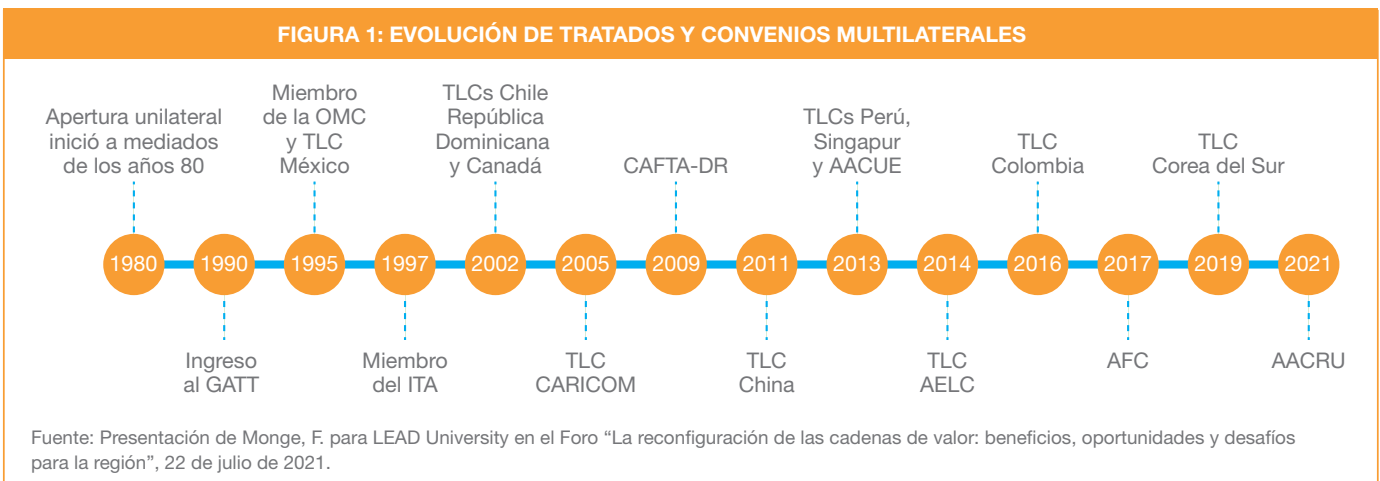 FIGURA 1: EVOLUCIÓN DE TRATADOS Y CONVENIOS MULTILATERALES
Apertura unilateral
inició a mediados
de los años 80
Miembro
de la OMC
y TLC
México
TLCs Chile
República
Dominicana
y Canadá
CAFTA-DR
TLCs Perú,
Singapur
y AACUE
TLC
Colombia
TLC
Corea del Sur
1980
1990
1995
1997
2002
2005
2009
2011
2013
2014
2016
2017
2019
2021
Ingreso
al GATT
Miembro
del ITA
TLC
CARICOM
TLC
China
TLC
AELC
AFC
AACRU
Fuente: Presentación de Monge, F. para LEAD University en el Foro “La reconfiguración de las cadenas de valor: beneficios, oportunidades y desafíos
para la región”, 22 de julio de 2021.